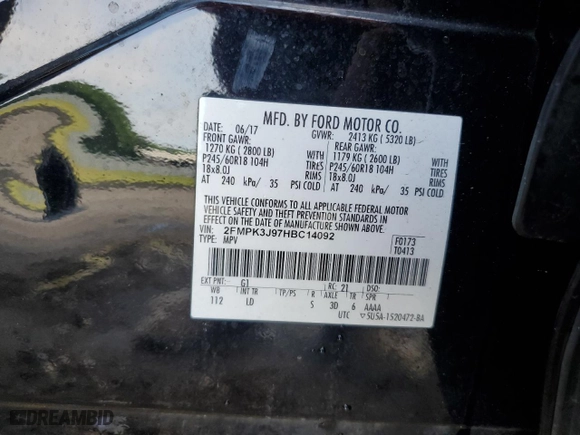 MFD. BY FORD MOTOR CO.
06/17 GVWR: 2413 KG ( 5320 LB)
FRONT GAWR: REAR GAWR:
1270 KG ( 2800 LB) 1179 KG ( 2600 LB)
P245/60R18 104H TIRES P245/60R18 104H TIRES
18x8.0J RIMS 18x8.0J RIMS
AT 240 kPa/ 35 PSI COLD AT 240 kPa/ 35 PSI COLD
THIS VEHICLE CONFORMS TO ALL APPLICABLE FEDERAL MOTOR
VEHICLE SAFETY AND THEFT PREVENTION STANDARDS IN
EFFECT ON THE DATE OF MANUFACTURE SHOWN ABOVE.
VIN: 2FMPK3J97HBC14092 F0173
TYPE: MPV T0413
EXT PNT: G1 RC: 21 DSO:
WB INT TR TP/PS R AXLE TR SPR
112 LD 5 3D 6 AAAA
UTC ▽5U5A-1520472-BA
DREAMBID